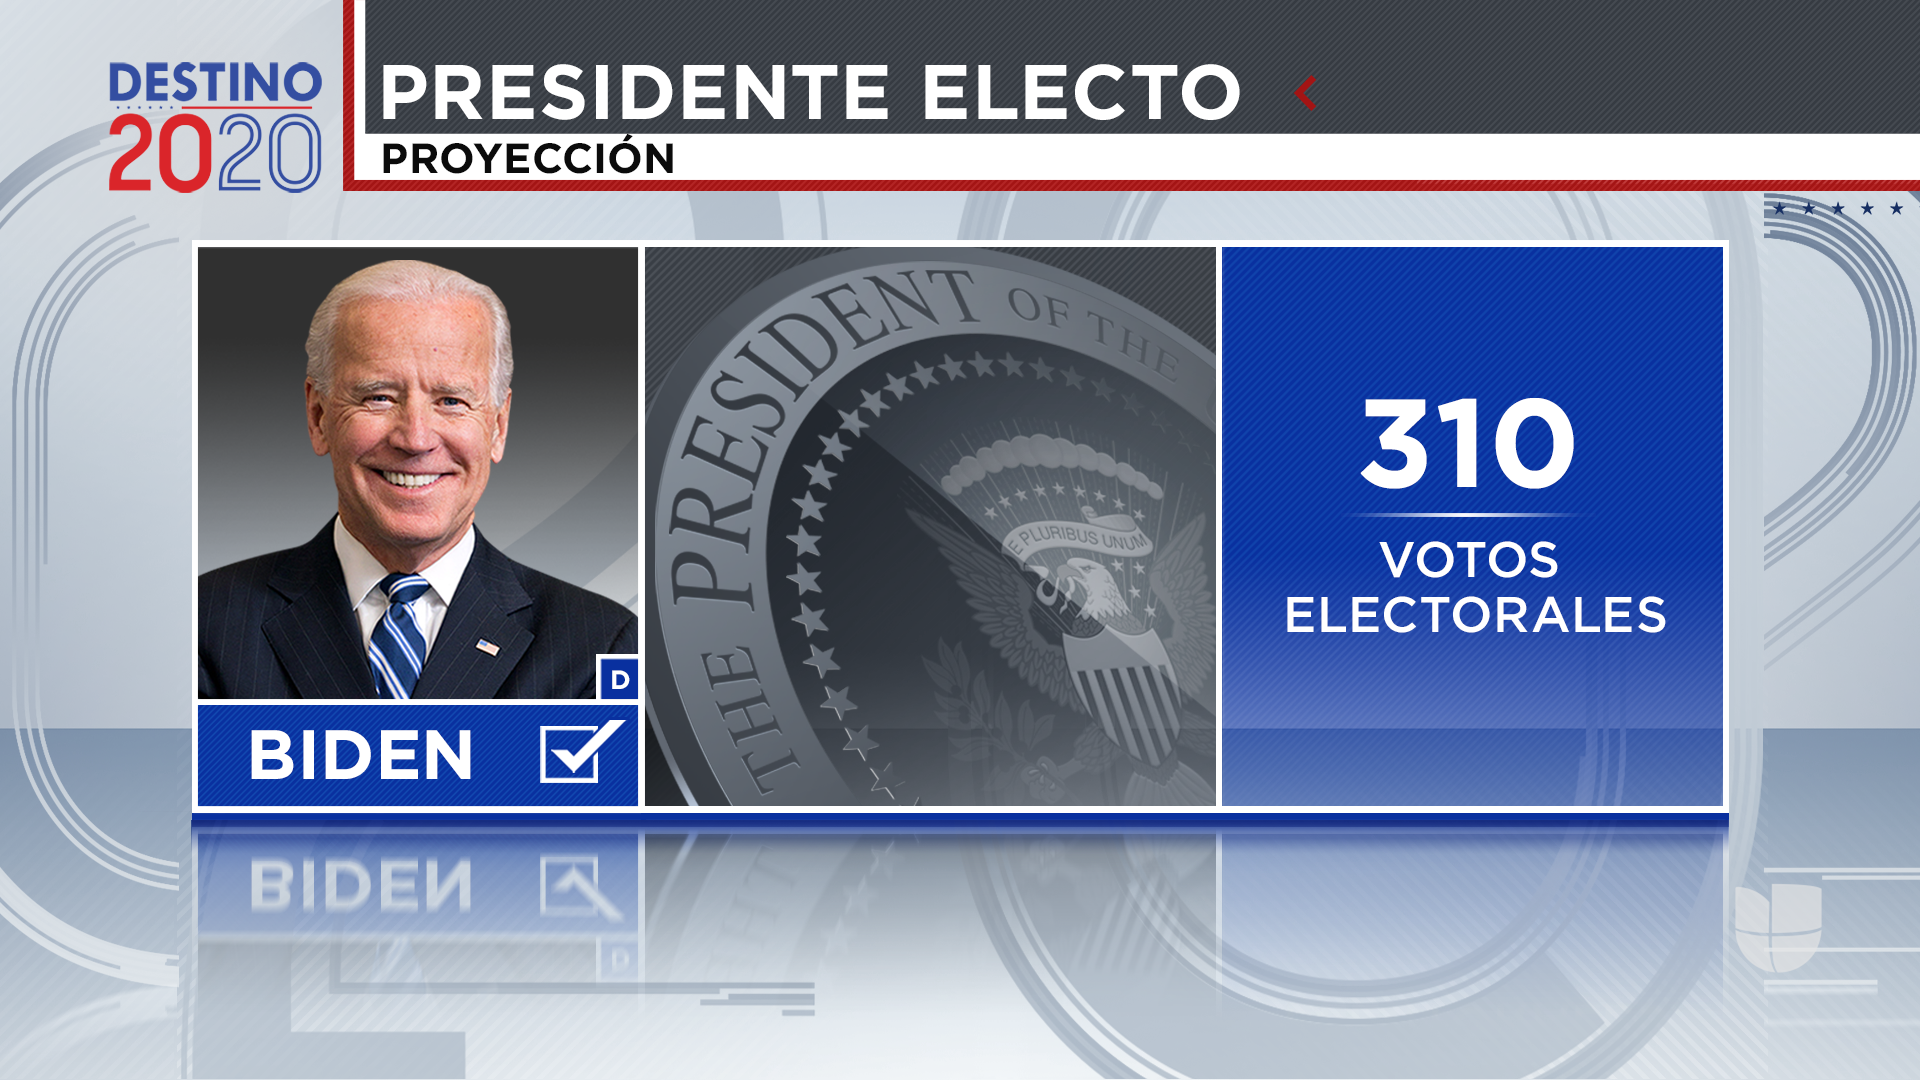 DESTINO
2020
PRESIDENTE ELECTO
PROYECCIÓN
THE PRESIDENT OF THE
E PLURIBUS UNUM
D
BIDEN
310
VOTOS
ELECTORALES